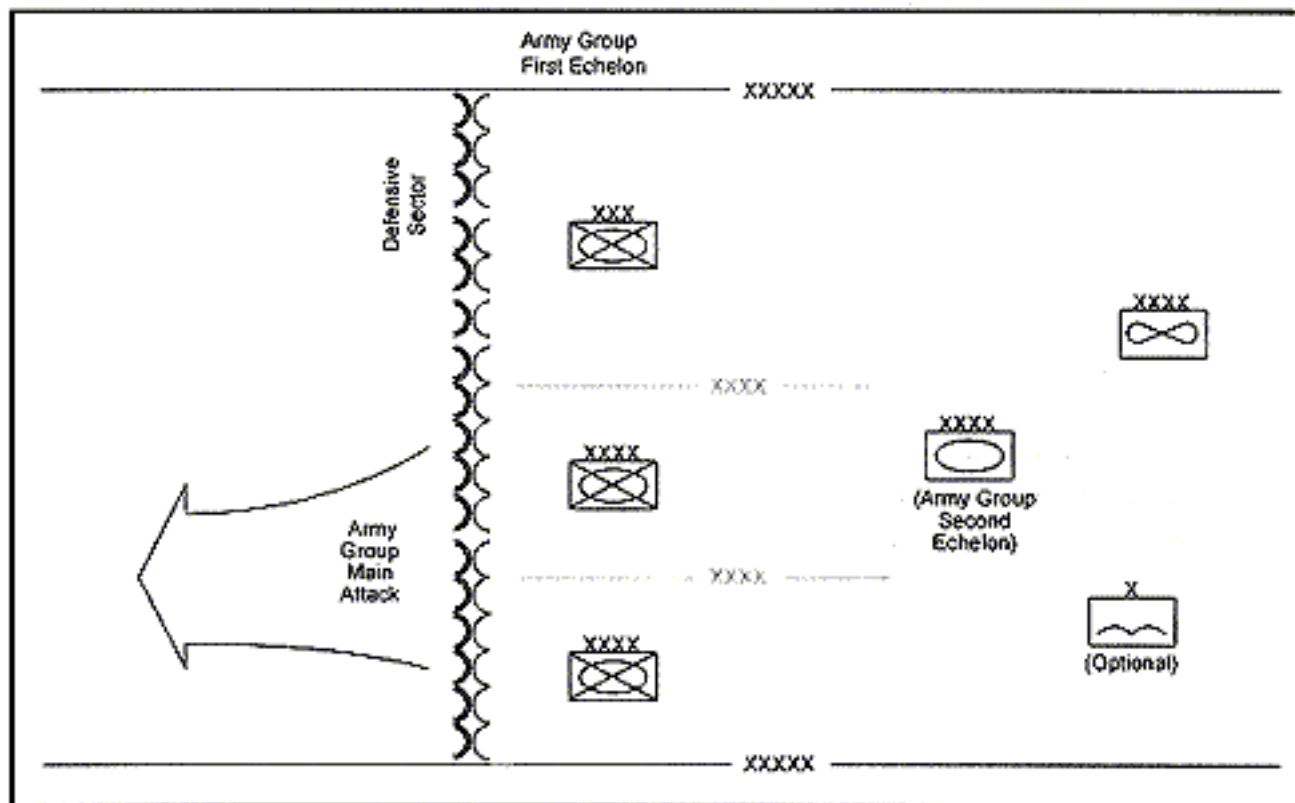 Army Group
First Echelon
XXXXX
Defensive
Sector
XXX
XXXX
XXXX
XXXX
XXXX
(Army Group
Second
Echelon)
Army
Group
Main
Attack
XXXX
X
(Optional)
XXXX
XXXXX